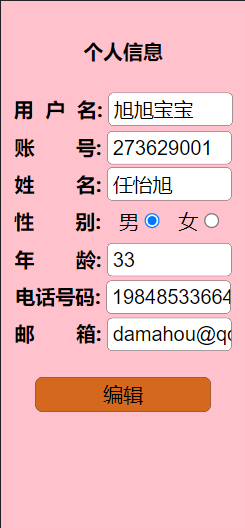 个人信息
用 户 名: 旭旭宝宝
账 号: 273629001
姓 名: 任怡旭
性 别: 男 女
年 龄: 33
电话号码: 19848533664
邮 箱: damahou@qq
编辑